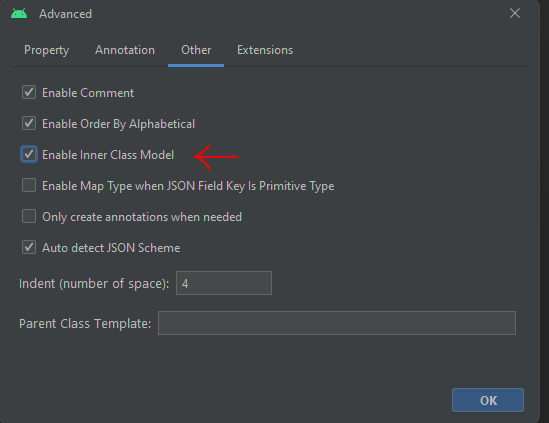 Advanced
Property Annotation Other Extensions
Enable Comment
Enable Order By Alphabetical
Enable Inner Class Model
Enable Map Type when JSON Field Key Is Primitive Type
Only create annotations when needed
Auto detect JSON Scheme
Indent (number of space): 4
Parent Class Template:
OK